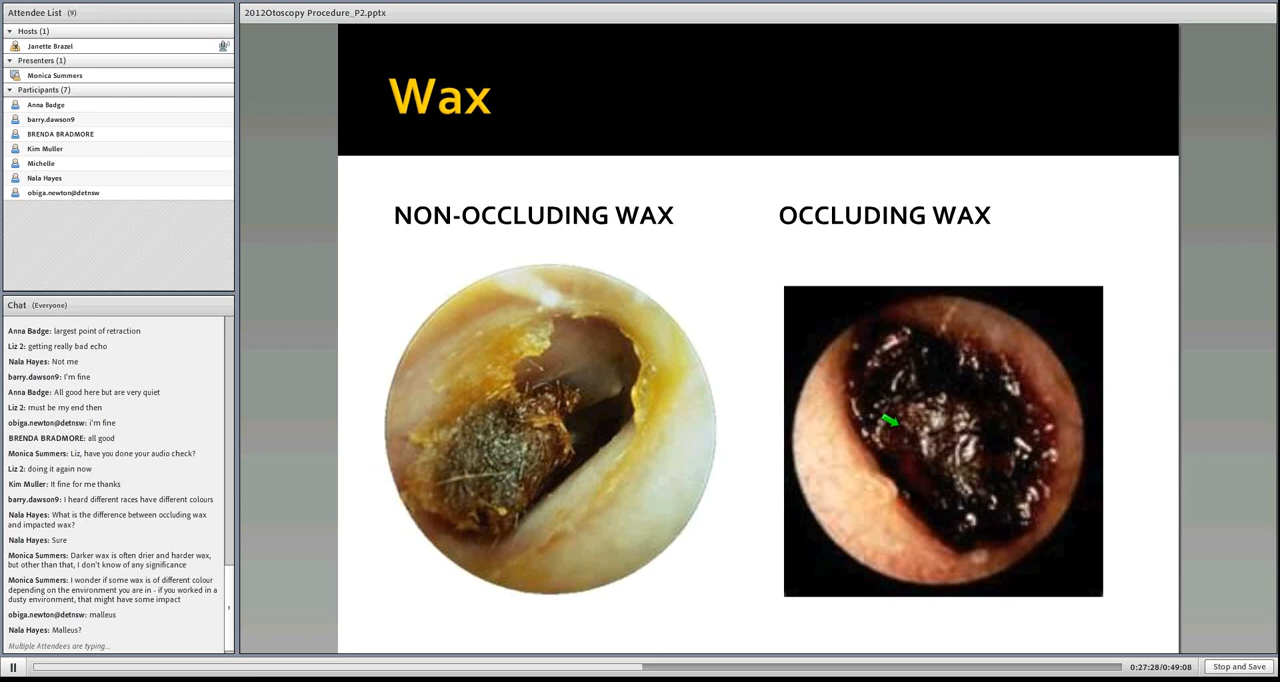 Attendee List (9)
Hosts (1)
Janette Brazel
Presenters (1)
Monica Summers
Participants (7)
Anna Badge
barry.dawson9
BRENDA BRADMORE
Kim Muller
Michelle
Nala Hayes
obiga.newton@detnsw
Chat (Everyone)
Anna Badge: largest point of retraction
Liz 2: getting really bad echo
Nala Hayes: Not me
barry.dawson9: I'm fine
Anna Badge: All good here but are very quiet
Liz 2: must be my end then
obiga.newton@detnsw: i'm fine
BRENDA BRADMORE: all good
Monica Summers: Liz, have you done your audio check?
Liz 2: doing it again now
Kim Muller: It fine for me thanks
barry.dawson9: I heard different races have different colours
Nala Hayes: What is the difference between occluding wax
and impacted wax?
Nala Hayes: Sure
Monica Summers: Darker wax is often drier and harder wax,
but other than that, I don't know of any significance
Monica Summers: I wonder if some wax is of different colour
depending on the environment you are in - if you worked in a
dusty environment, that might have some impact
obiga.newton@detnsw: malleus
Nala Hayes: Malleus?
Multiple Attendees are typing...
2012Otoscopy Procedure_P2.pptx
Wax
NON-OCCLUDING WAX
OCCLUDING WAX
0:27:28/0:49:08
Stop and Save